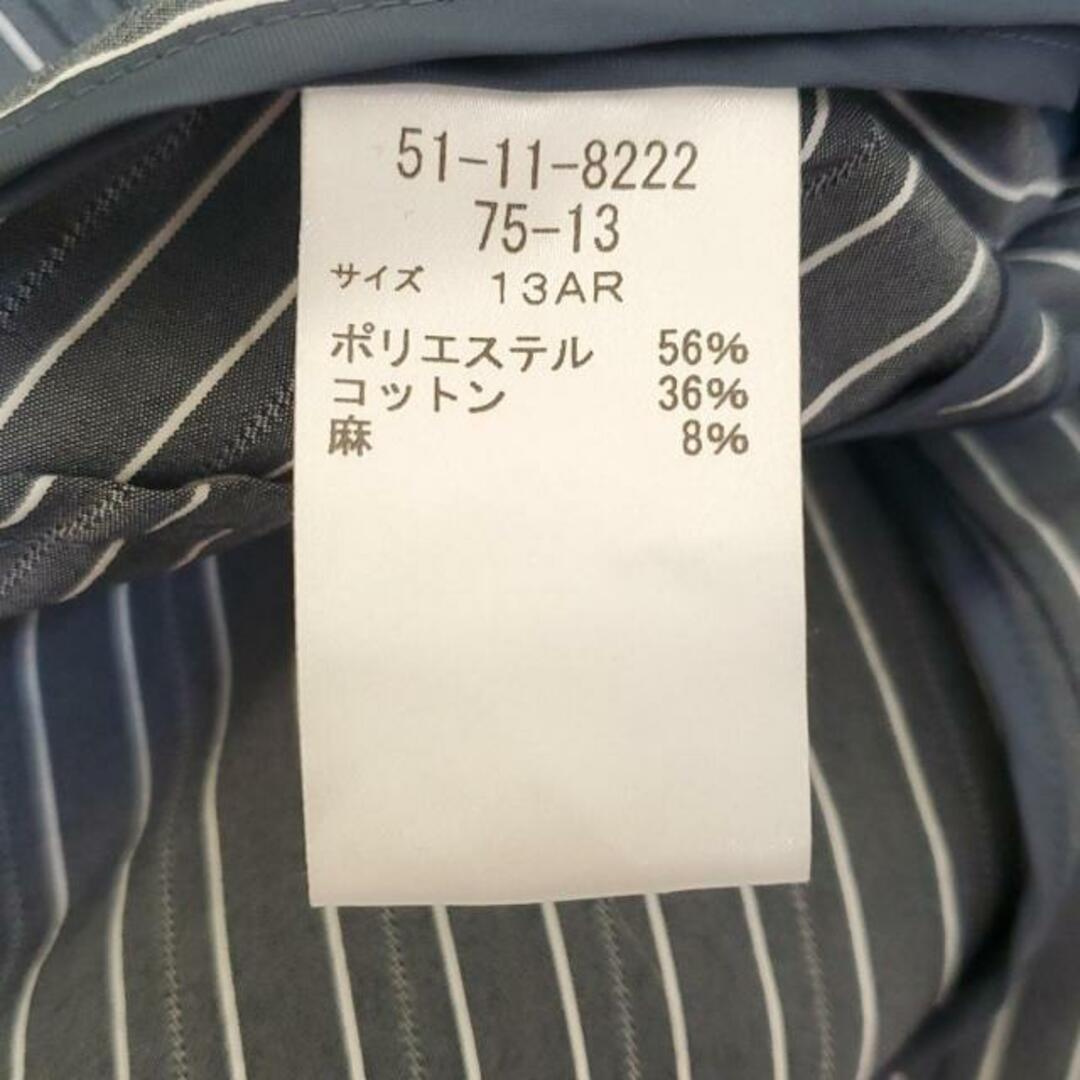 51-11-8222
75-13
サイズ 13AR
ポリエステル 56%
コットン 36%
麻 8%